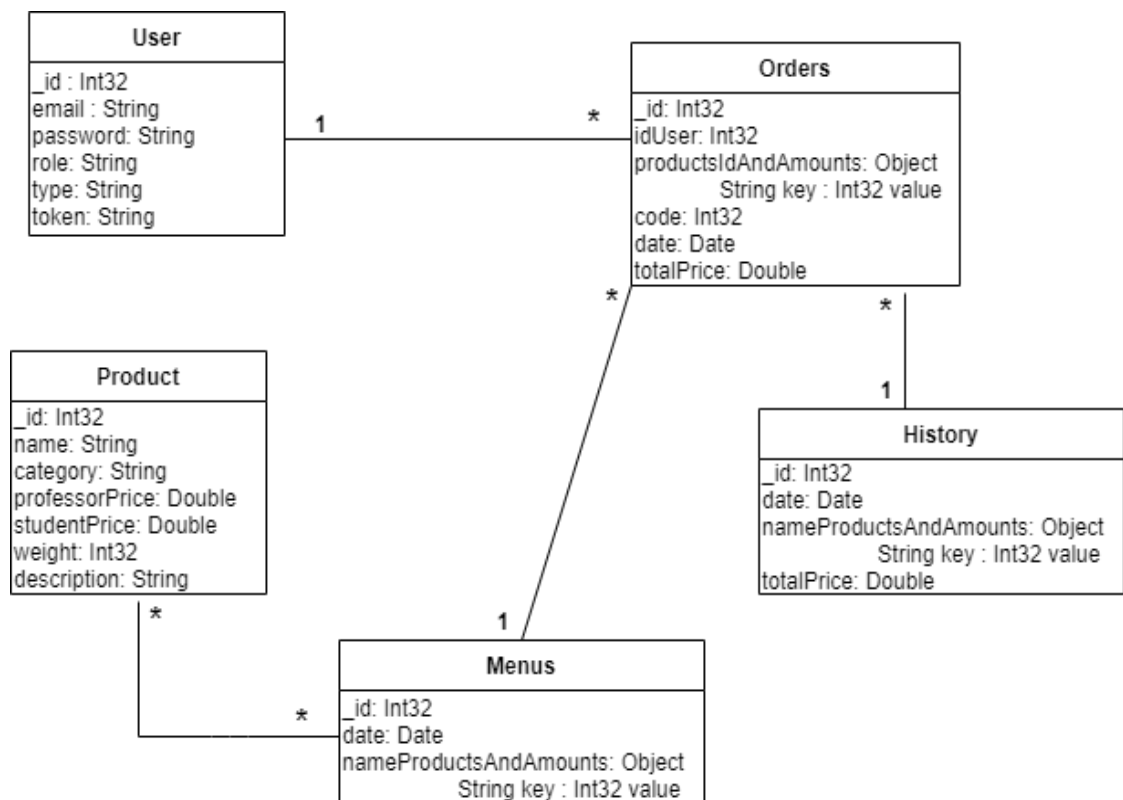 User
_id : Int32
email : String
password: String
role: String
type: String
token: String
1
*
Orders
_id: Int32
idUser: Int32
productsIdAndAmounts: Object
String key : Int32 value
code: Int32
date: Date
totalPrice: Double
*
*
Product
_id: Int32
name: String
category: String
professorPrice: Double
studentPrice: Double
weight: Int32
description: String
*
1
History
_id: Int32
date: Date
nameProductsAndAmounts: Object
String key : Int32 value
totalPrice: Double
1
*
Menus
_id: Int32
date: Date
nameProductsAndAmounts: Object
String key : Int32 value